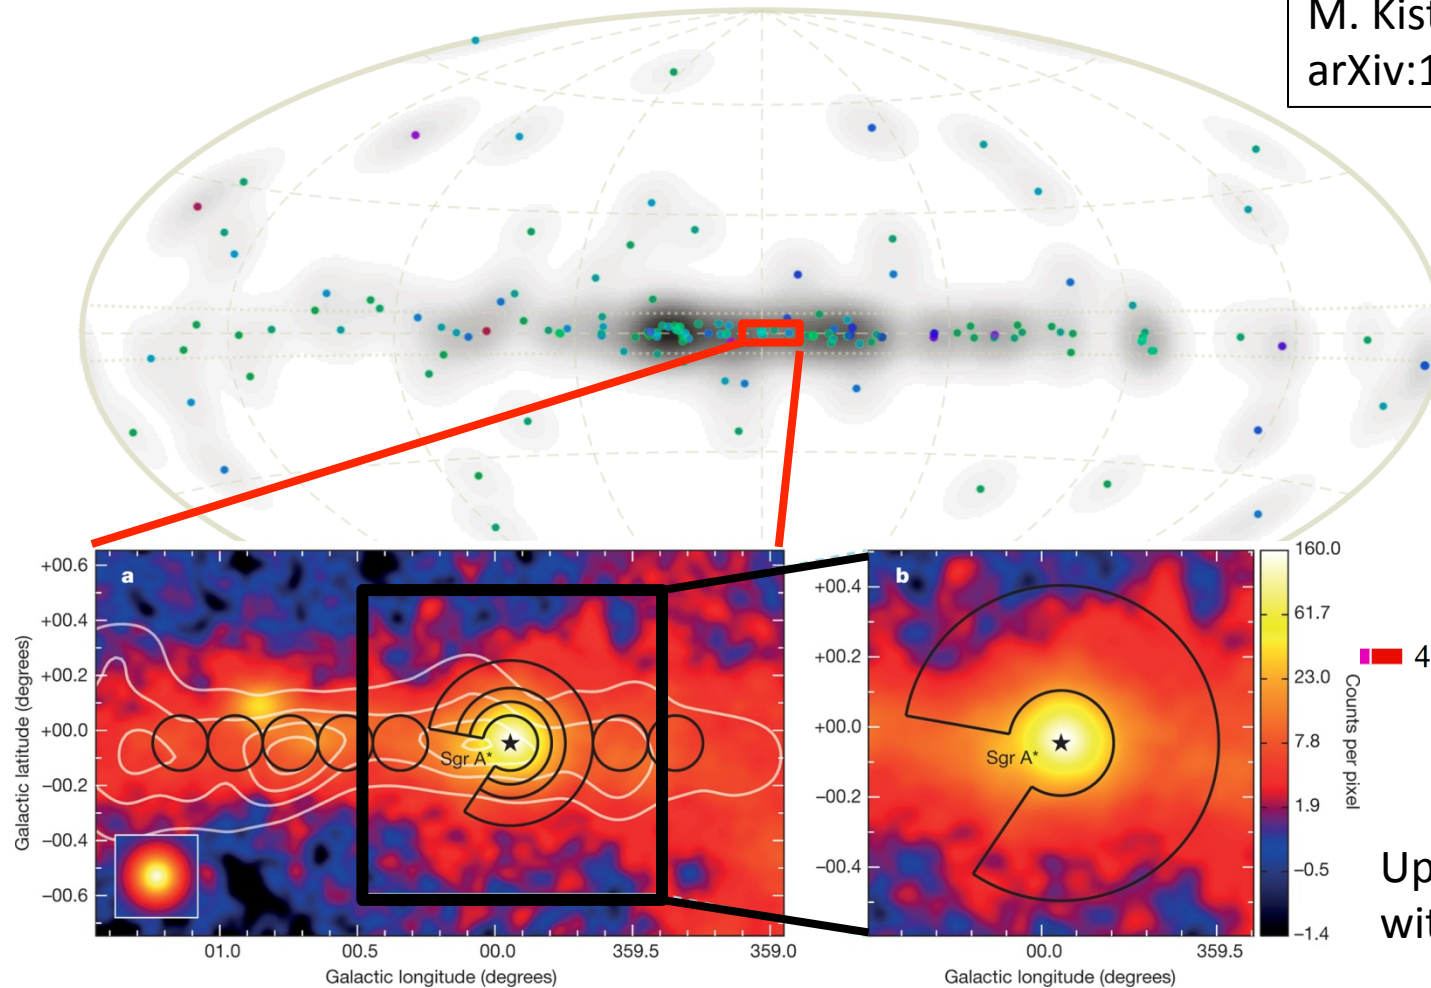 M. Kist
arXiv:1
a
+00.6
+00.4
+00.2
+00.0
−00.2
−00.4
−00.6
Galactic latitude (degrees)
Sgr A*
01.0
00.5
00.0
359.5
359.0
Galactic longitude (degrees)
b
+00.4
+00.2
+00.0
−00.2
−00.4
Sgr A*
00.0
359.5
Galactic longitude (degrees)
160.0
61.7
23.0
7.8
1.9
−0.5
−1.4
Counts per pixel
4
Up
wit